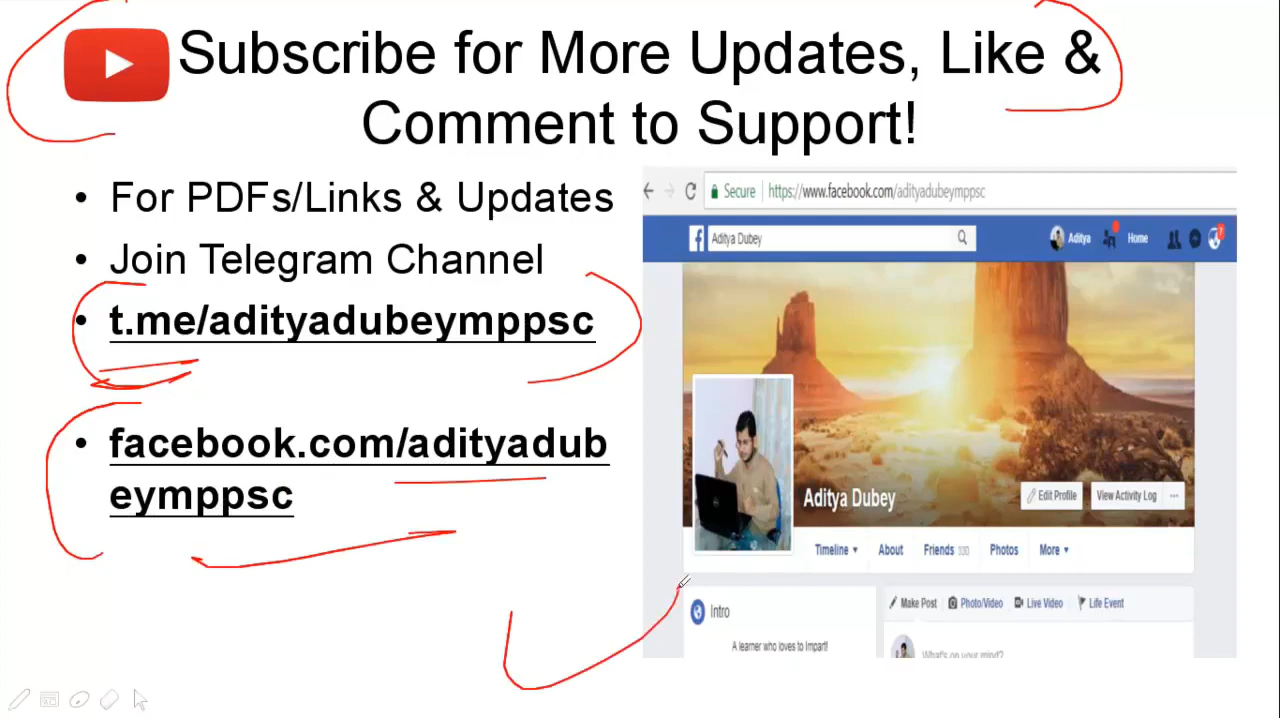 Subscribe for More Updates, Like &
Comment to Support!
• For PDFs/Links & Updates
• Join Telegram Channel
• t.me/adityadubeymppsc
• facebook.com/adityadub
eymppsc
Secure https://www.facebook.com/adityadubeymppsc
Aditya Dubey
Aditya
Home
7
Aditya Dubey
Edit Profile
View Activity Log ...
Timeline
About
Friends 330
Photos
More
Intro
A learner who loves to Impart!
Make Post
Photo/Video
Live Video
Life Event
What's on your mind?